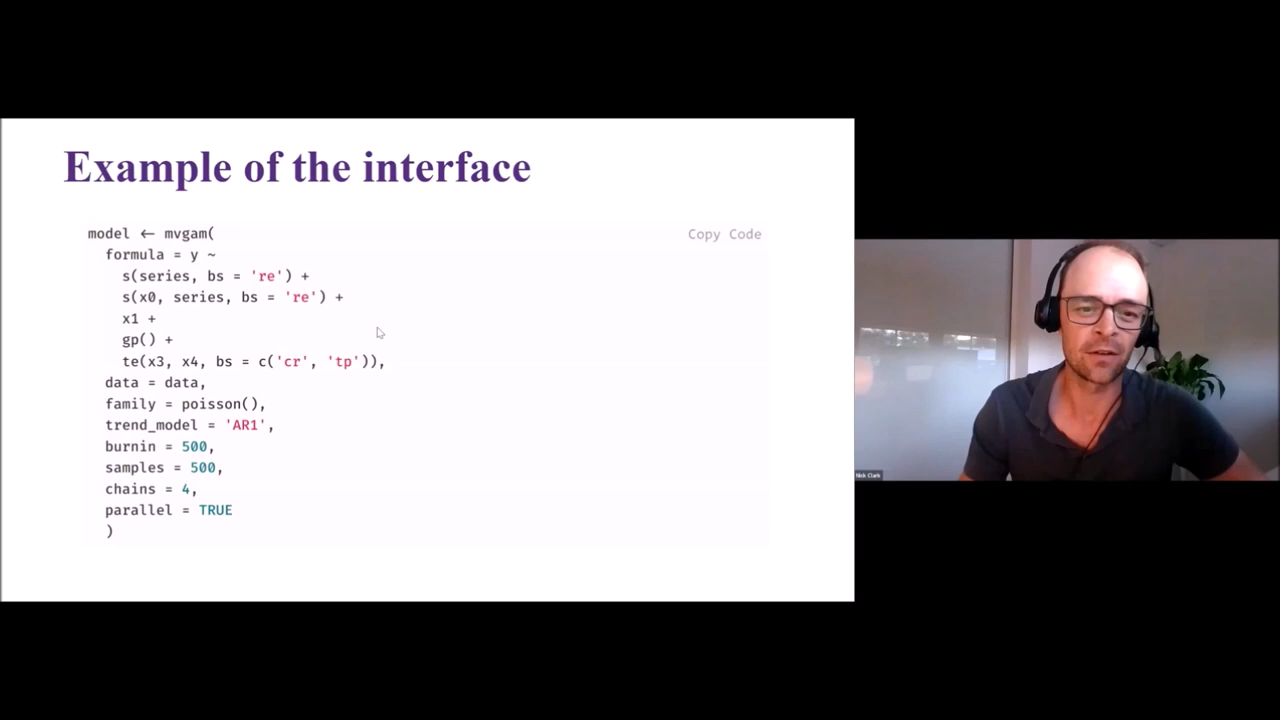 Example of the interface
Copy Code
model ← mvgam(
formula = y ~
s(series, bs = 're') +
s(x0, series, bs = 're') +
x1 +
gp() +
te(x3, x4, bs = c('cr', 'tp')),
data = data,
family = poisson(),
trend_model = 'AR1',
burnin = 500,
samples = 500,
chains = 4,
parallel = TRUE
)
Nick Clark